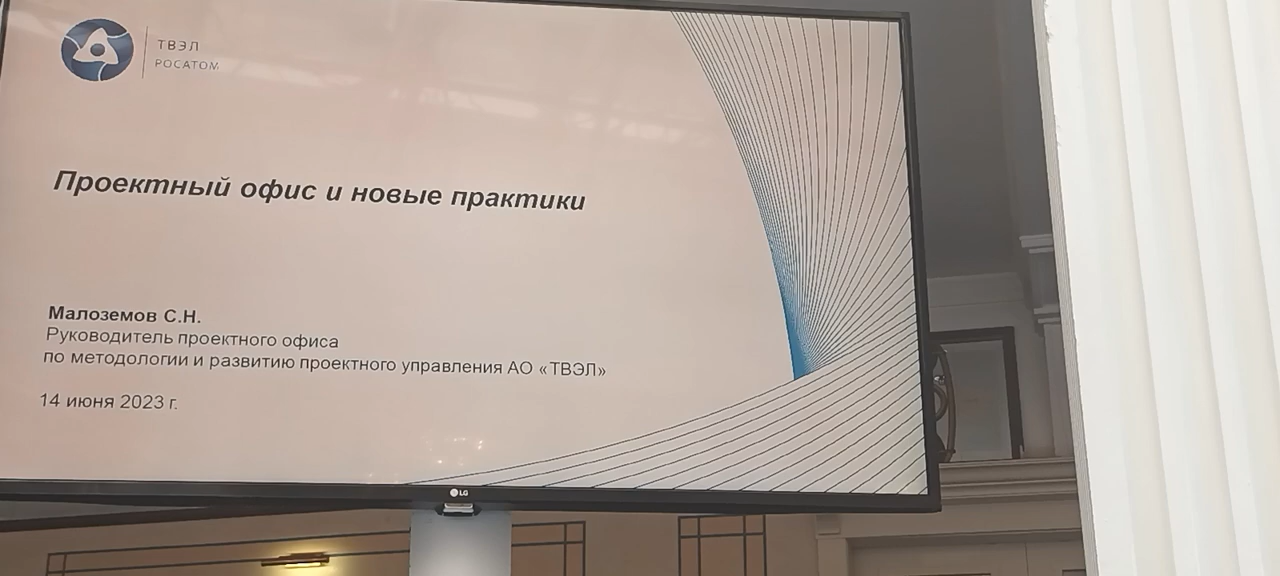 ТВЭЛ
РОСАТОМ
Проектный офис и новые практики
Малоземов С.Н.
Руководитель проектного офиса
по методологии и развитию проектного управления АО «ТВЭЛ»
14 июня 2023 г.
LG